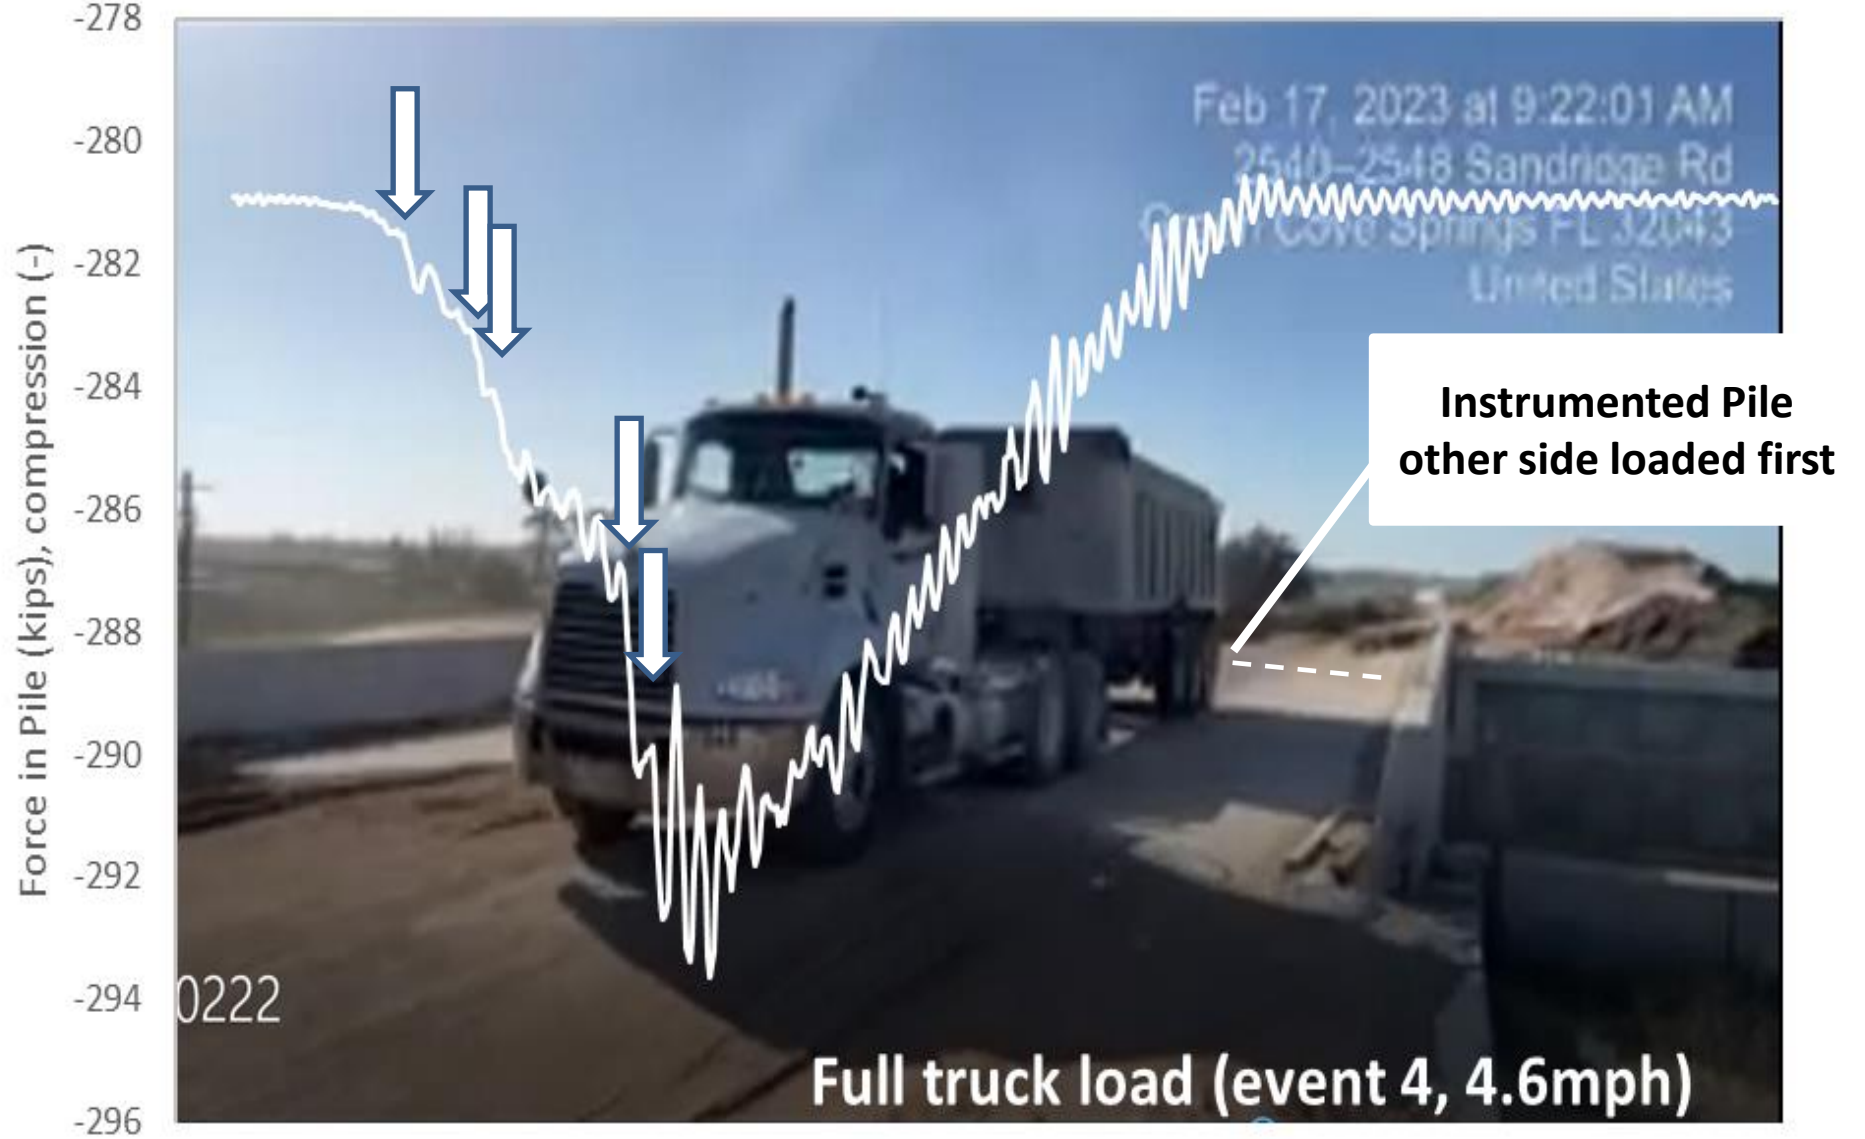 -278
-280
-282
-284
-286
-288
-290
-292
-294
-296
Force in Pile (kips), compression (-)
Feb 17, 2023 at 9:22:01 AM
2540–2548 Sandridge Rd
Cove Springs FL 32043
United States
Instrumented Pile
other side loaded first
0222
Full truck load (event 4, 4.6mph)